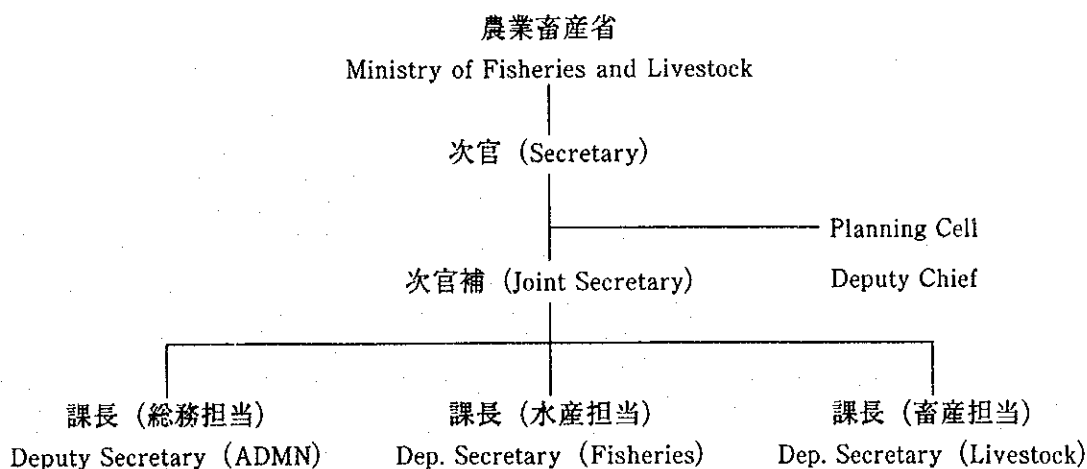 農業畜産省
Ministry of Fisheries and Livestock
次官 (Secretary)
Planning Cell
次官補 (Joint Secretary)
Deputy Chief
課長 (総務担当)
課長 (水産担当)
課長 (畜産担当)
Deputy Secretary (ADMN)
Dep. Secretary (Fisheries)
Dep. Secretary (Livestock)